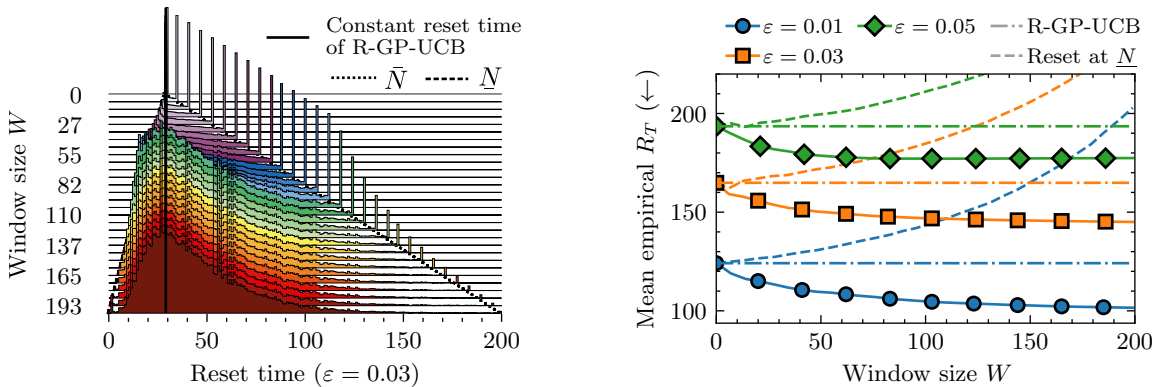 Constant reset time
of R-GP-UCB
N̄ N̲
Window size W
0
27
55
82
110
137
165
193
0 50 100 150 200
Reset time (ε = 0.03)
ε = 0.01 ε = 0.05 R-GP-UCB
ε = 0.03 Reset at N̲
Mean empirical R_T (←)
200
150
100
0 50 100 150 200
Window size W